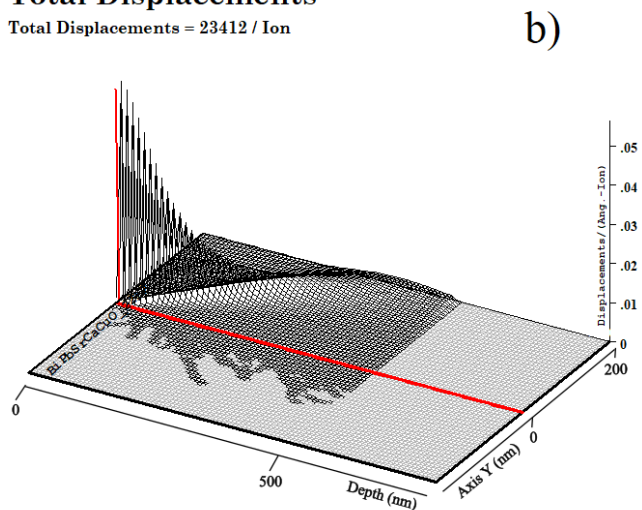 Total Displacements
Total Displacements = 23412 / Ion
b)
.05
.04
.03
.02
.01
0
Displacements/(Ang.-Ion)
BiPbSrCaCuO
200
0
Axis Y (nm)
0
500
Depth (nm)